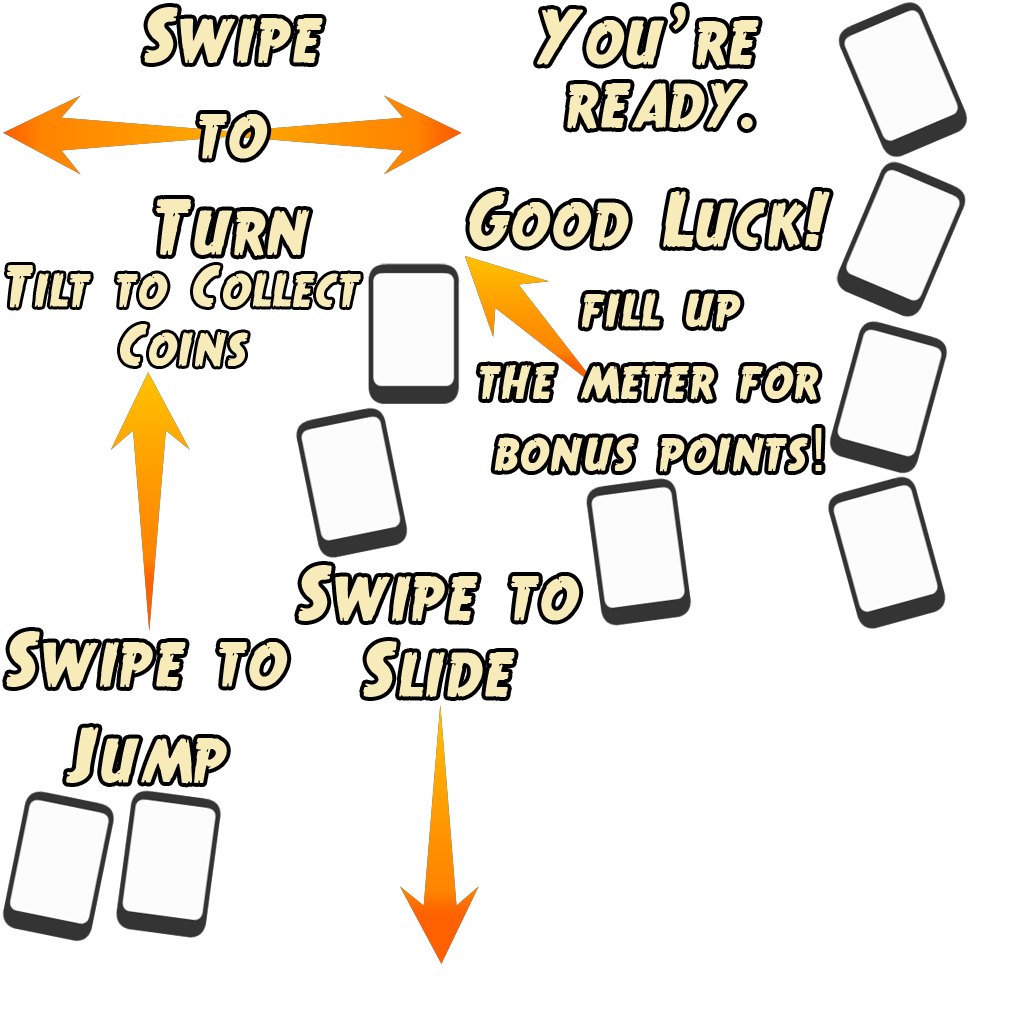 Swipe
to
Turn
Tilt to Collect
Coins
You're
ready.
Good Luck!
fill up
the meter for
bonus points!
Swipe to
Slide
Swipe to
Jump